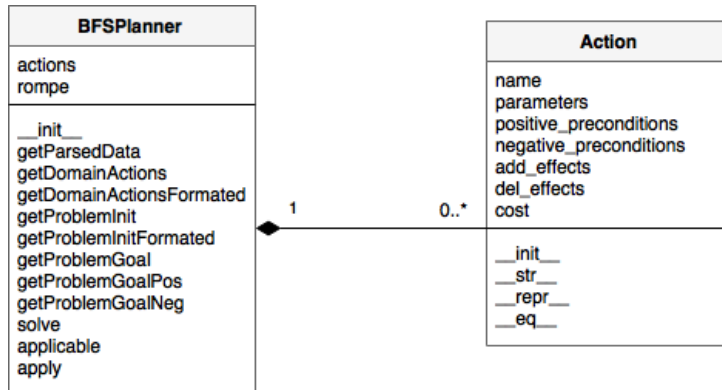 BFSPlanner
actions
rompe
__init__
getParsedData
getDomainActions
getDomainActionsFormated
getProblemInit
getProblemInitFormated
getProblemGoal
getProblemGoalPos
getProblemGoalNeg
solve
applicable
apply
1
0..*
Action
name
parameters
positive_preconditions
negative_preconditions
add_effects
del_effects
cost
__init__
__str__
__repr__
__eq__